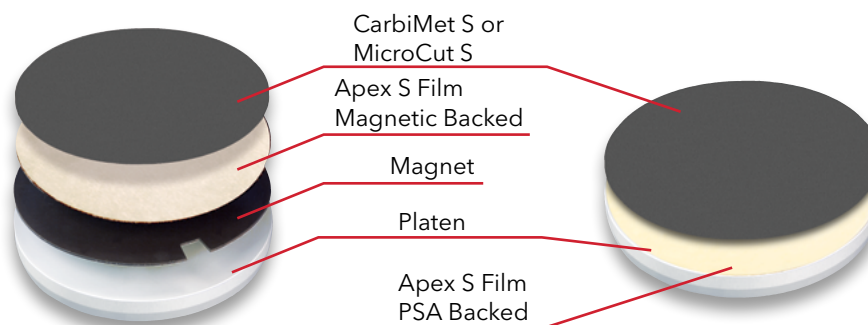 CarbiMet S or
MicroCut S
Apex S Film
Magnetic Backed
Magnet
Platen
Apex S Film
PSA Backed